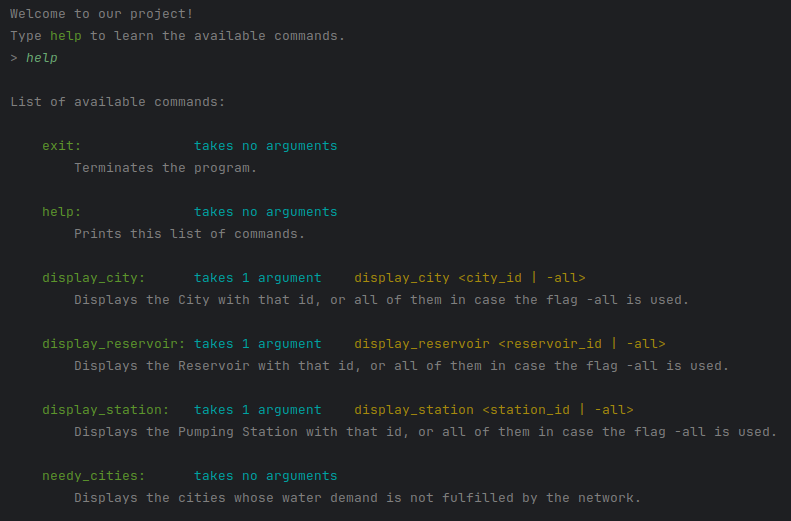 Welcome to our project!
Type help to learn the available commands.
> help
List of available commands:
exit: takes no arguments
Terminates the program.
help: takes no arguments
Prints this list of commands.
display_city: takes 1 argument display_city <city_id | -all>
Displays the City with that id, or all of them in case the flag -all is used.
display_reservoir: takes 1 argument display_reservoir <reservoir_id | -all>
Displays the Reservoir with that id, or all of them in case the flag -all is used.
display_station: takes 1 argument display_station <station_id | -all>
Displays the Pumping Station with that id, or all of them in case the flag -all is used.
needy_cities: takes no arguments
Displays the cities whose water demand is not fulfilled by the network.